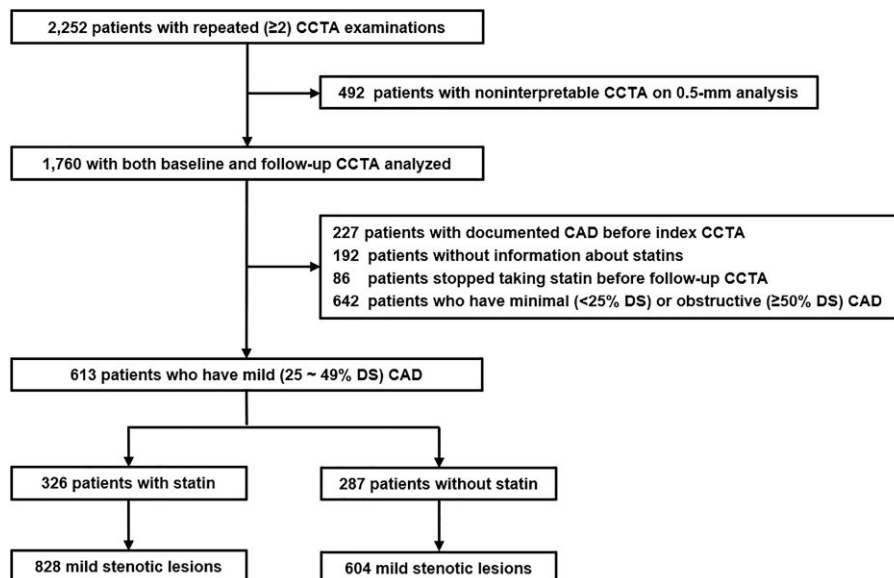 2,252 patients with repeated (≥2) CCTA examinations
492 patients with noninterpretable CCTA on 0.5-mm analysis
1,760 with both baseline and follow-up CCTA analyzed
227 patients with documented CAD before index CCTA
192 patients without information about statins
86 patients stopped taking statin before follow-up CCTA
642 patients who have minimal (<25% DS) or obstructive (≥50% DS) CAD
613 patients who have mild (25 ~ 49% DS) CAD
326 patients with statin
287 patients without statin
828 mild stenotic lesions
604 mild stenotic lesions